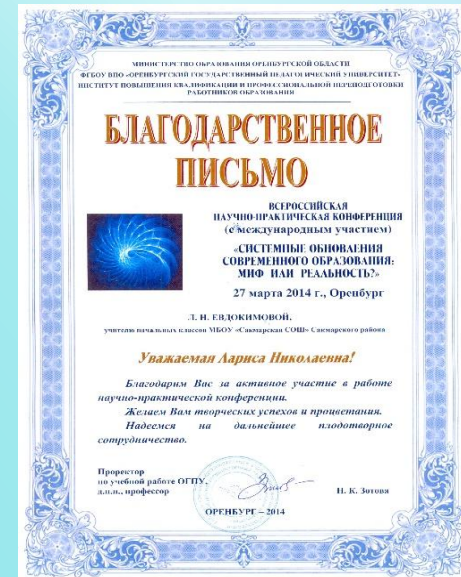 МИНИСТЕРСТВО ОБРАЗОВАНИЯ ОРЕНБУРГСКОЙ ОБЛАСТИ
ФГБОУ ВПО «ОРЕНБУРГСКИЙ ГОСУДАРСТВЕННЫЙ ПЕДАГОГИЧЕСКИЙ УНИВЕРСИТЕТ»
ИНСТИТУТ ПОВЫШЕНИЯ КВАЛИФИКАЦИИ И ПРОФЕССИОНАЛЬНОЙ ПЕРЕПОДГОТОВКИ
РАБОТНИКОВ ОБРАЗОВАНИЯ
БЛАГОДАРСТВЕННОЕ
ПИСЬМО
ВСЕРОССИЙСКАЯ
НАУЧНО-ПРАКТИЧЕСКАЯ КОНФЕРЕНЦИЯ
(с международным участием)
«СИСТЕМНЫЕ ОБНОВЛЕНИЯ
СОВРЕМЕННОГО ОБРАЗОВАНИЯ:
МИФ ИЛИ РЕАЛЬНОСТЬ?»
27 марта 2014 г., Оренбург
Л. Н. ЕВДОКИМОВОЙ,
учителю начальных классов МБОУ «Сакмарская СОШ» Сакмарского района
Уважаемая Лариса Николаевна!
Благодарим Вас за активное участие в работе
научно-практической конференции.
Желаем Вам творческих успехов и процветания.
Надеемся на дальнейшее плодотворное
сотрудничество.
Проректор
по учебной работе ОГПУ,
д.п.н., профессор
Н. К. Зотова
ОРЕНБУРГ – 2014